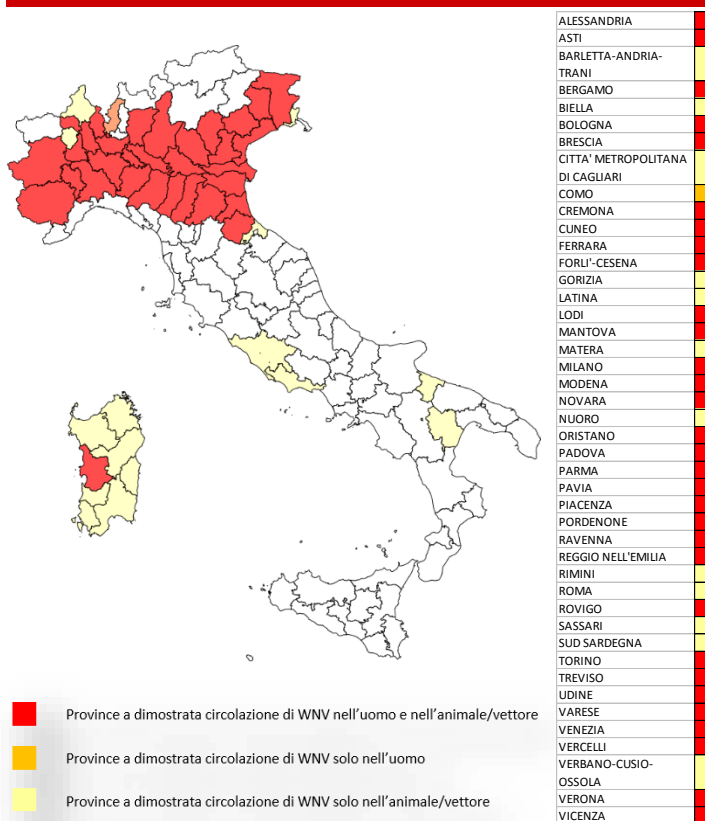 ALESSANDRIA
ASTI
BARLETTA-ANDRIA-
TRANI
BERGAMO
BIELLA
BOLOGNA
BRESCIA
CITTA' METROPOLITANA
DI CAGLIARI
COMO
CREMONA
CUNEO
FERRARA
FORLI'-CESENA
GORIZIA
LATINA
LODI
MANTOVA
MATERA
MILANO
MODENA
NOVARA
NUORO
ORISTANO
PADOVA
PARMA
PAVIA
PIACENZA
PORDENONE
RAVENNA
REGGIO NELL'EMILIA
RIMINI
ROMA
ROVIGO
SASSARI
SUD SARDEGNA
TORINO
TREVISO
UDINE
VARESE
VENEZIA
VERCELLI
VERBANO-CUSIO-
OSSOLA
VERONA
VICENZA
Province a dimostrata circolazione di WNV nell'uomo e nell'animale/vettore
Province a dimostrata circolazione di WNV solo nell'uomo
Province a dimostrata circolazione di WNV solo nell'animale/vettore